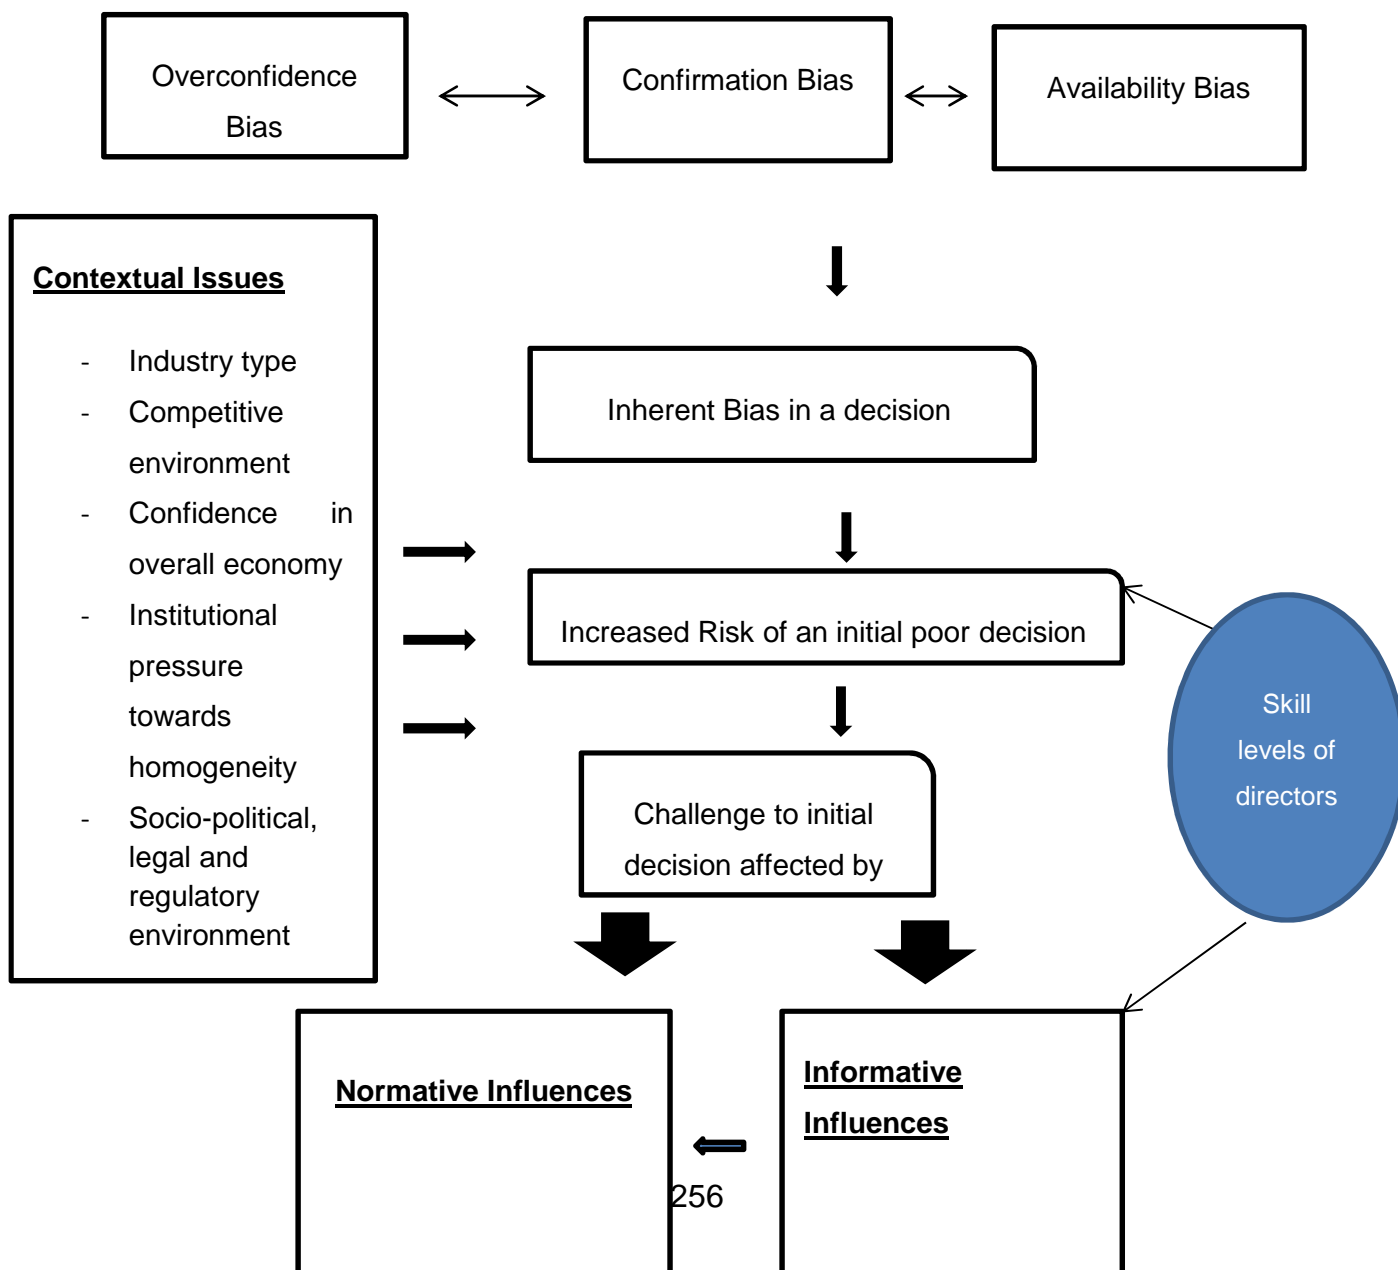 Overconfidence
Bias
Confirmation Bias
Availability Bias
Contextual Issues
- Industry type
- Competitive
environment
- Confidence in
overall economy
- Institutional
pressure
towards
homogeneity
- Socio-political,
legal and
regulatory
environment
Inherent Bias in a decision
Increased Risk of an initial poor decision
Skill
levels of
directors
Challenge to initial
decision affected by
Normative Influences
Informative
Influences
256